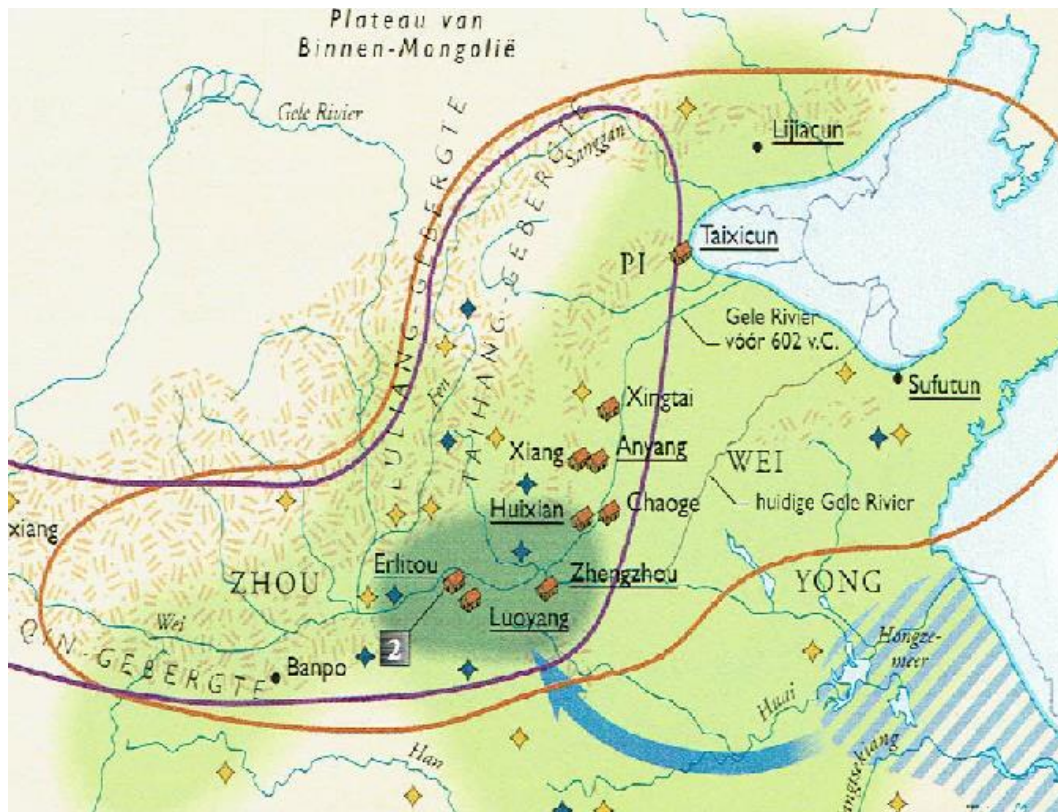 Plateau van
Binnen-Mongolië
Gele Rivier
Sanggan
Lijiacun
LULIANG-GEBERGTE
TAIHANG-GEBERGTE
PI
Taixicun
Gele Rivier
vóór 602 v.C.
Fen
Xingtai
Sufutun
Xiang
Anyang
WEI
Huixian
Chaoge
huidige Gele Rivier
xiang
Erlitou
Zhengzhou
ZHOU
YONG
Luoyang
Wei
2
Hongze-
meer
QIN-GEBERGTE
Banpo
Huai
Han
ngtsekiang